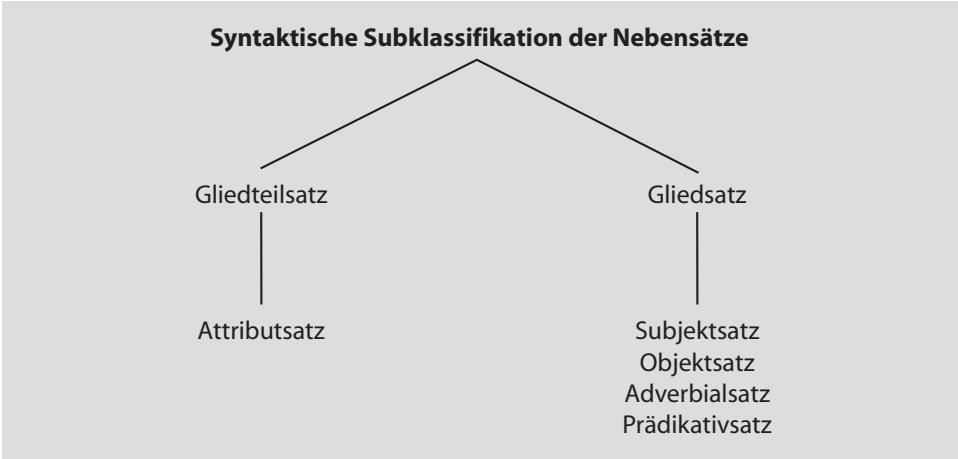 Syntaktische Subklassifikation der Nebensätze
Gliedteilsatz
Gliedsatz
Attributsatz
Subjektsatz
Objektsatz
Adverbialsatz
Prädikativsatz